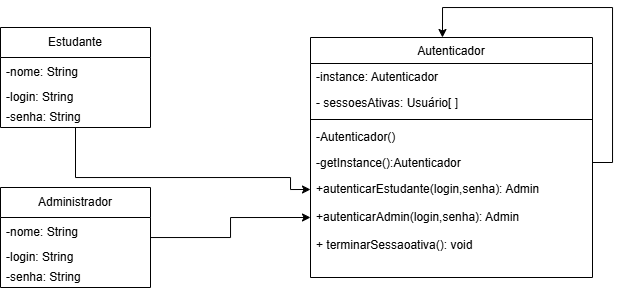 Estudante
-nome: String
-login: String
-senha: String
Administrador
-nome: String
-login: String
-senha: String
Autenticador
-instance: Autenticador
- sessoesAtivas: Usuário[ ]
-Autenticador()
-getInstance():Autenticador
+autenticarEstudante(login,senha): Admin
+autenticarAdmin(login,senha): Admin
+ terminarSessaoativa(): void